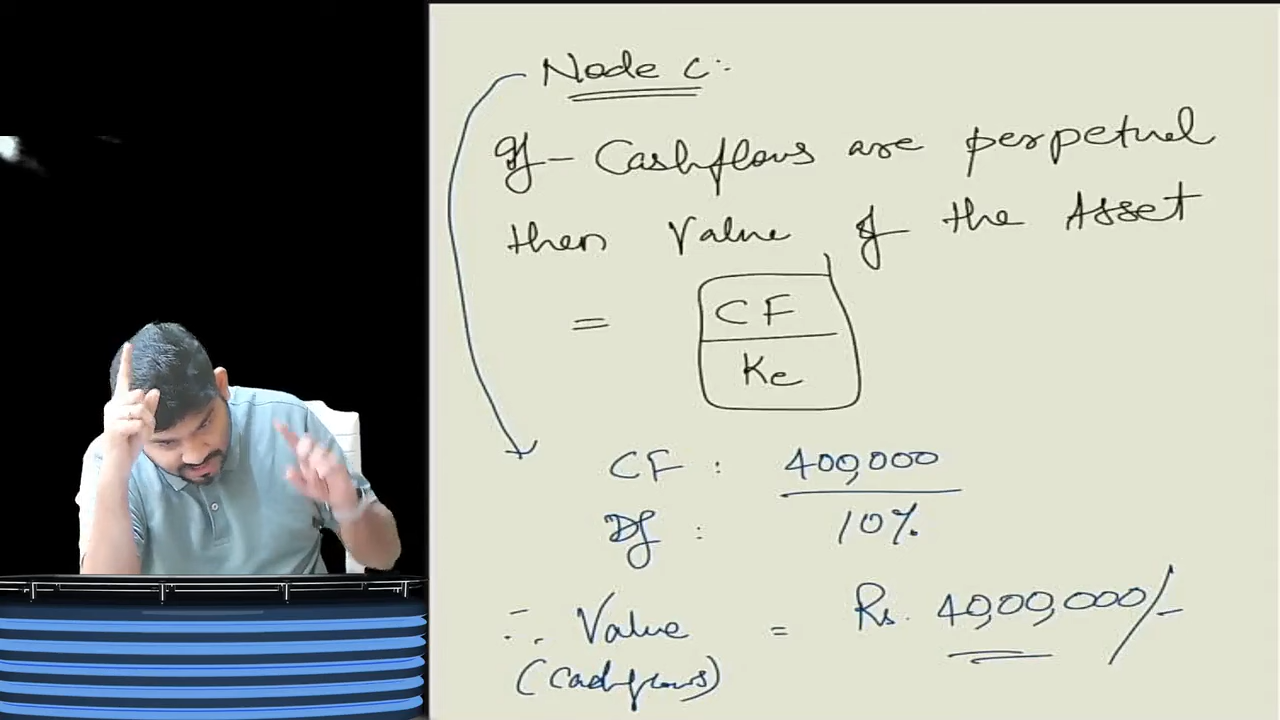 Node C:
If Cashflows are perpetual
then Value of the Asset
= CF
Ke
CF : 400,000
Df : 10%
∴ Value = Rs. 40,00,000/-
(Cashflows)